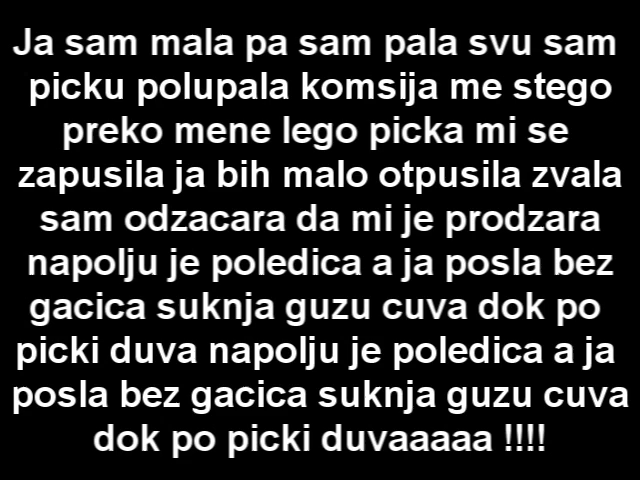 Ja sam mala pa sam pala svu sam
picku polupala komsija me stego
preko mene lego picka mi se
zapusila ja bih malo otpusila zvala
sam odzacara da mi je prodzara
napolju je poledica a ja posla bez
gacica suknja guzu cuva dok po
picki duva napolju je poledica a ja
posla bez gacica suknja guzu cuva
dok po picki duvaaaaa !!!!